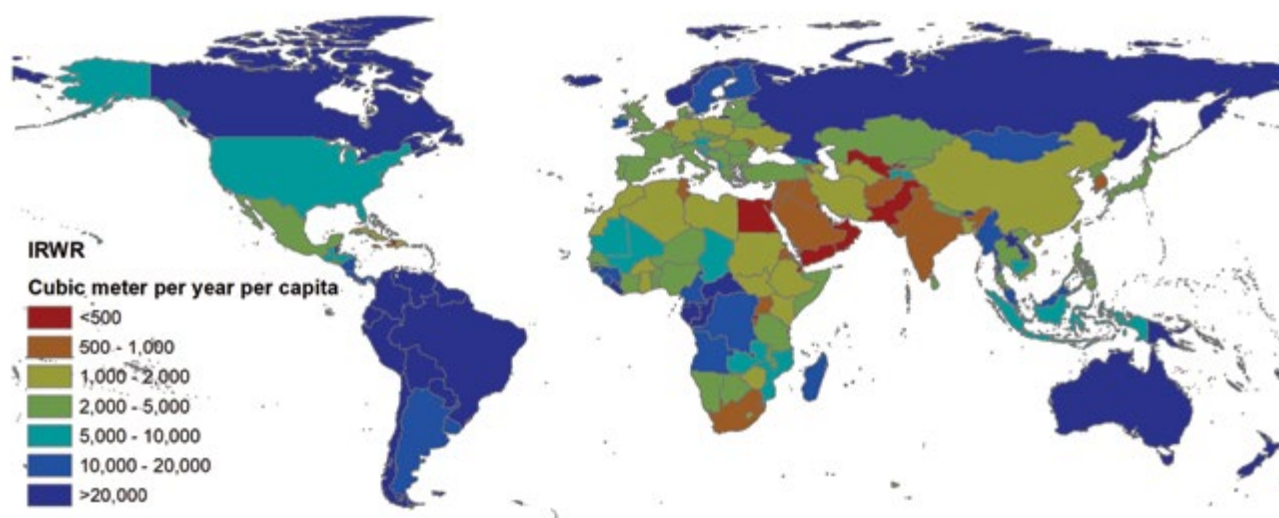 IRWR
Cubic meter per year per capita
<500
500 - 1,000
1,000 - 2,000
2,000 - 5,000
5,000 - 10,000
10,000 - 20,000
>20,000